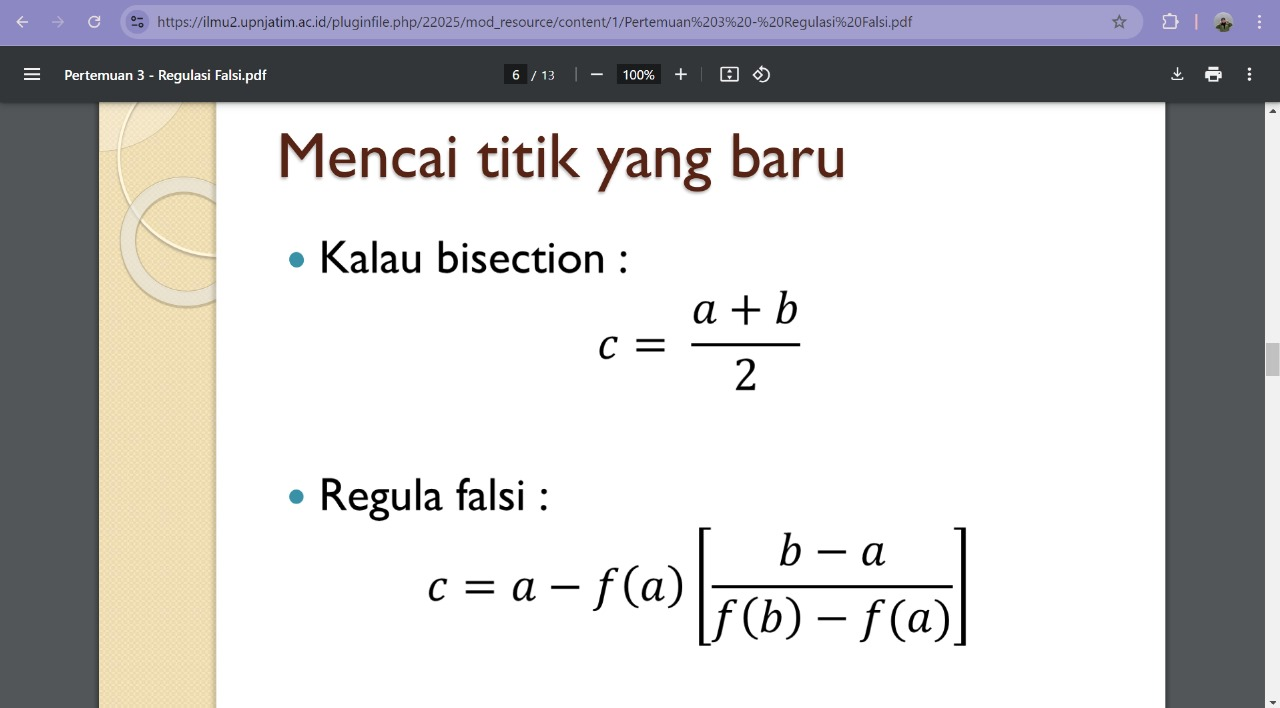 https://ilmu2.upnjatim.ac.id/pluginfile.php/22025/mod_resource/content/1/Pertemuan%203%20-%20Regulasi%20Falsi.pdf
Pertemuan 3 - Regulasi Falsi.pdf
6 / 13
100%
Mencai titik yang baru
• Kalau bisection :
c = \frac{a + b}{2}
• Regula falsi :
c = a − f(a) \left[\frac{b − a}{f(b) − f(a)}\right]